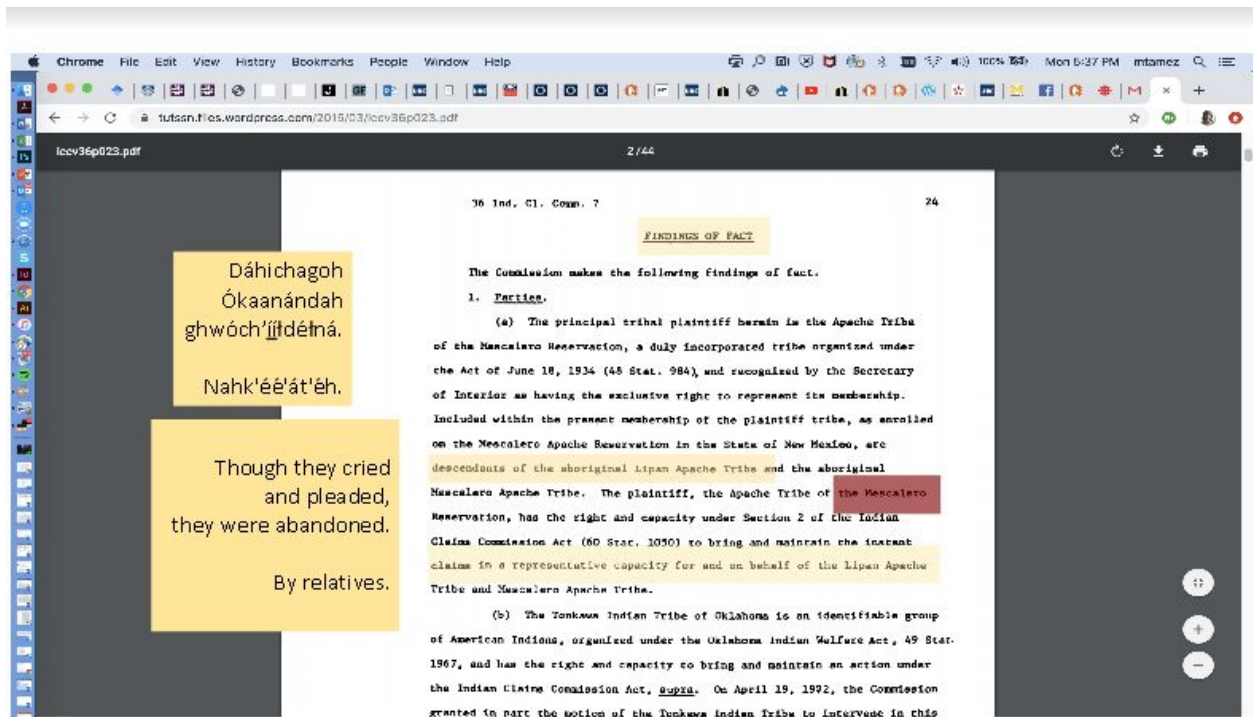 Chrome File Edit View History Bookmarks People Window Help 100% Mon 5:37 PM mtamez
tutssn.files.wordpress.com/2015/03/iccv36p023.pdf
iccv36p023.pdf 2 / 44
36 Ind. Cl. Comm. 7 24
FINDINGS OF FACT
The Commission makes the following findings of fact.
1. Parties.
(a) The principal tribal plaintiff herein is the Apache Tribe
of the Mescalero Reservation, a duly incorporated tribe organized under
the Act of June 18, 1934 (48 Stat. 984), and recognized by the Secretary
of Interior as having the exclusive right to represent its membership.
Included within the present membership of the plaintiff tribe, as enrolled
on the Mescalero Apache Reservation in the State of New Mexico, are
descendants of the aboriginal Lipan Apache Tribe and the aboriginal
Mescalero Apache Tribe. The plaintiff, the Apache Tribe of the Mescalero
Reservation, has the right and capacity under Section 2 of the Indian
Claims Commission Act (60 Stat. 1050) to bring and maintain the instant
claims in a representative capacity for and on behalf of the Lipan Apache
Tribe and Mescalero Apache Tribe.
(b) The Tonkawa Indian Tribe of Oklahoma is an identifiable group
of American Indians, organized under the Oklahoma Indian Welfare Act, 49 Stat.
1967, and has the right and capacity to bring and maintain an action under
the Indian Claims Commission Act, supra. On April 19, 1972, the Commission
granted in part the motion of the Tonkawa Indian Tribe to intervene in this
Dáhichagoh
Ókaanándah
ghwóch'į́į́łdéłná.
Nahk'éé'át'éh.
Though they cried
and pleaded,
they were abandoned.
By relatives.